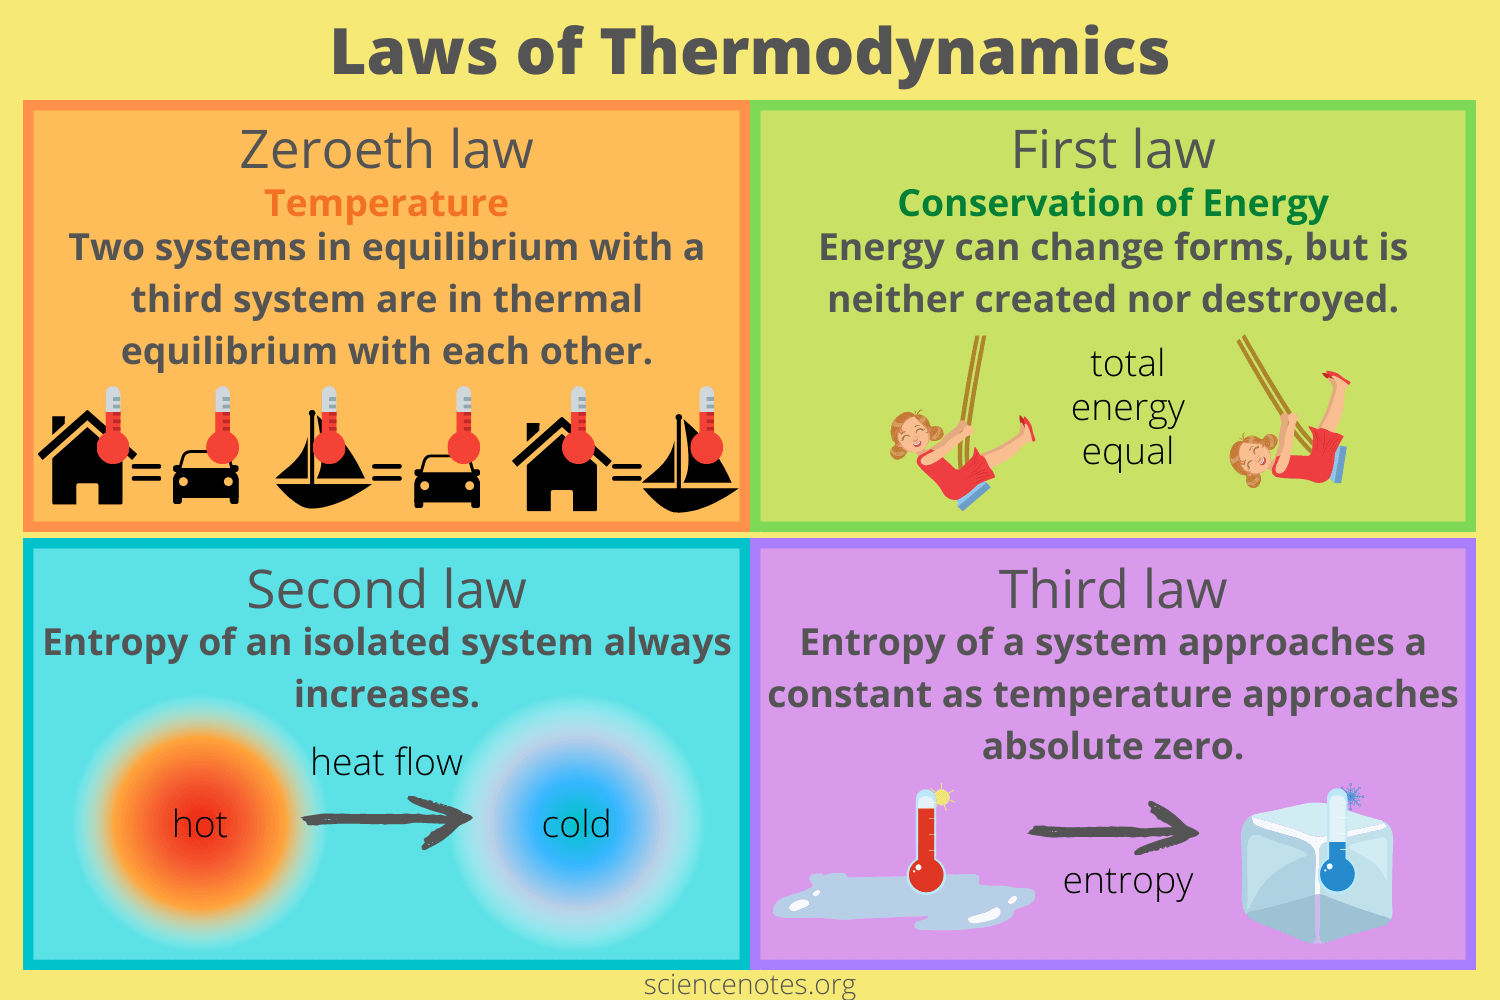 Laws of Thermodynamics
Zeroeth law
Temperature
Two systems in equilibrium with a
third system are in thermal
equilibrium with each other.
=
=
=
First law
Conservation of Energy
Energy can change forms, but is
neither created nor destroyed.
total
energy
equal
Second law
Entropy of an isolated system always
increases.
heat flow
hot
cold
Third law
Entropy of a system approaches a
constant as temperature approaches
absolute zero.
entropy
sciencenotes.org